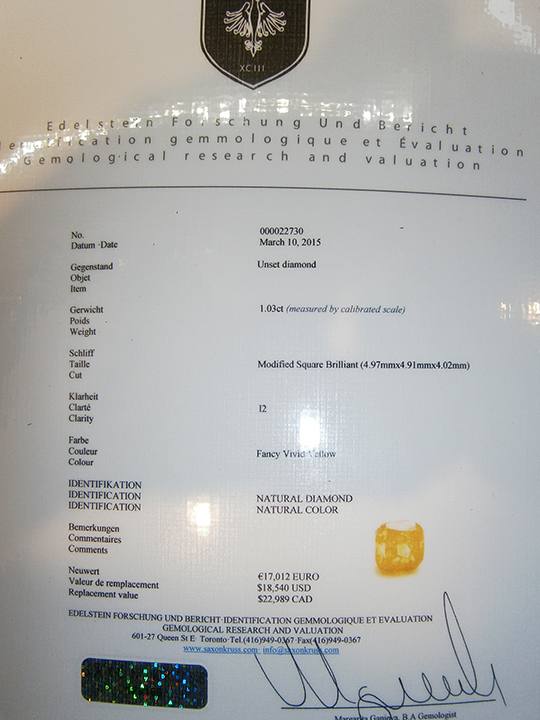 XCIII
Edelstein Forschung Und Bericht
gemmologique et Évaluation
Gemological research and valuation
No. 000022730
Datum ·Date March 10, 2015
Gegenstand Unset diamond
Objet
Item
Gerwicht 1.03ct (measured by calibrated scale)
Poids
Weight
Schliff
Taille Modified Square Brilliant (4.97mmx4.91mmx4.02mm)
Cut
Klarheit
Clarté I2
Clarity
Farbe
Couleur Fancy Vivid Yellow
Colour
IDENTIFIKATION
IDENTIFICATION NATURAL DIAMOND
IDENTIFICATION NATURAL COLOR
Bemerkungen
Commentaires
Comments
Neuwert €17,012 EURO
Valeur de remplacement $18,540 USD
Replacement value $22,989 CAD
EDELSTEIN FORSCHUNG UND BERICHT·IDENTIFICATION GEMMOLOGIQUE ET EVALUATION
GEMOLOGICAL RESEARCH AND VALUATION
601-27 Queen St E· Toronto·Tel.(416)949-0367·Fax(416)949-0367
www.saxonkruss.com· info@saxonkruss.com
B.A Gemologist